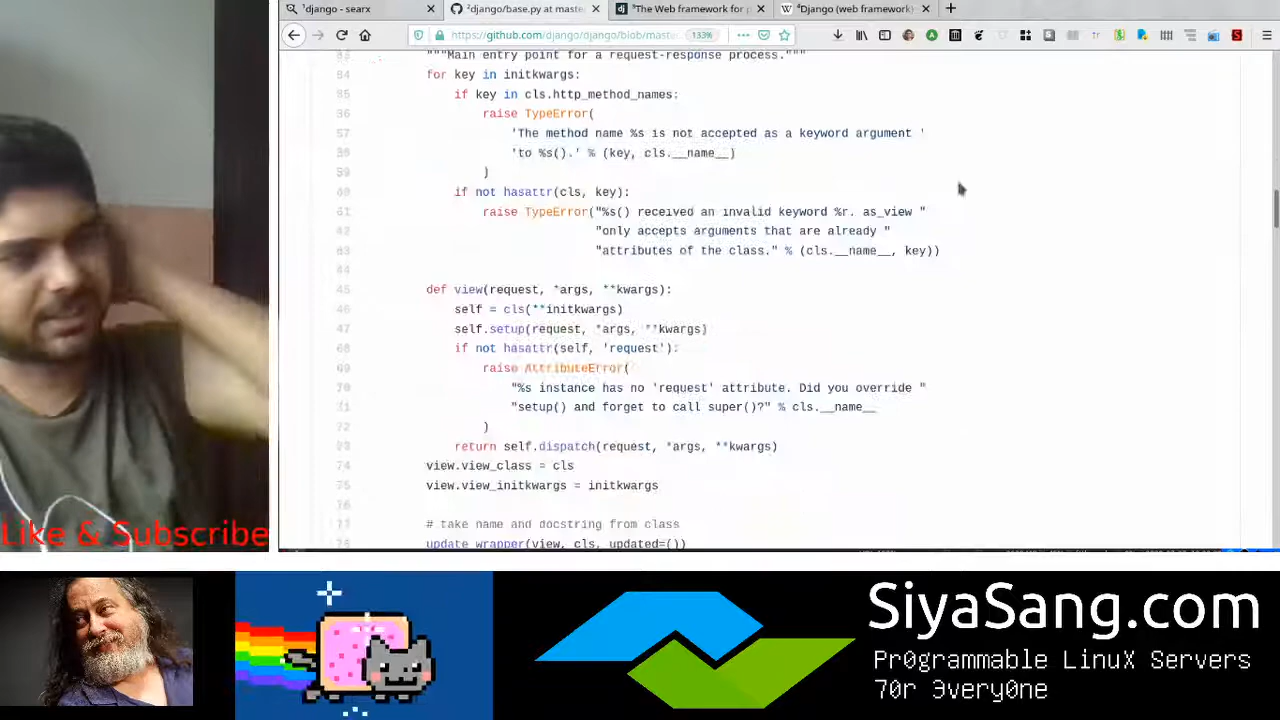 ¹django - searx
²django/base.py at maste
³The Web framework for p
⁴Django (web framework)
https://github.com/django/django/blob/maste
133%
"""Main entry point for a request-response process."""
for key in initkwargs:
if key in cls.http_method_names:
raise TypeError(
'The method name %s is not accepted as a keyword argument '
'to %s().' % (key, cls.__name__)
)
if not hasattr(cls, key):
raise TypeError("%s() received an invalid keyword %r. as_view "
"only accepts arguments that are already "
"attributes of the class." % (cls.__name__, key))
def view(request, *args, **kwargs):
self = cls(**initkwargs)
self.setup(request, *args, **kwargs)
if not hasattr(self, 'request'):
raise AttributeError(
"%s instance has no 'request' attribute. Did you override "
"setup() and forget to call super()?" % cls.__name__
)
return self.dispatch(request, *args, **kwargs)
74 view.view_class = cls
75 view.view_initkwargs = initkwargs
# take name and docstring from class
update_wrapper(view, cls, updated=())
Like & Subscribe
SiyaSang.com
Pr0grammable LinuX Servers
70r 3very0ne